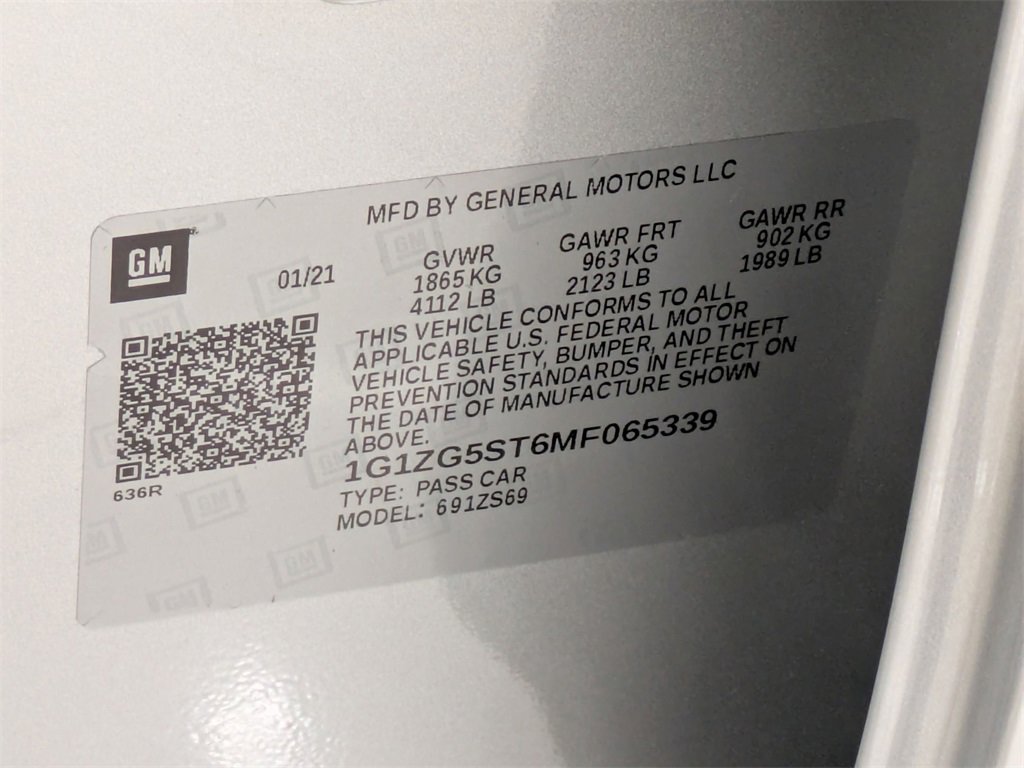 MFD BY GENERAL MOTORS LLC
GM
01/21
GVWR
1865 KG
4112 LB
GAWR FRT
963 KG
2123 LB
GAWR RR
902 KG
1989 LB
THIS VEHICLE CONFORMS TO ALL
APPLICABLE U.S. FEDERAL MOTOR
VEHICLE SAFETY, BUMPER, AND THEFT
PREVENTION STANDARDS IN EFFECT ON
THE DATE OF MANUFACTURE SHOWN
ABOVE.
1G1ZG5ST6MF065339
TYPE: PASS CAR
MODEL: 691ZS69
636R